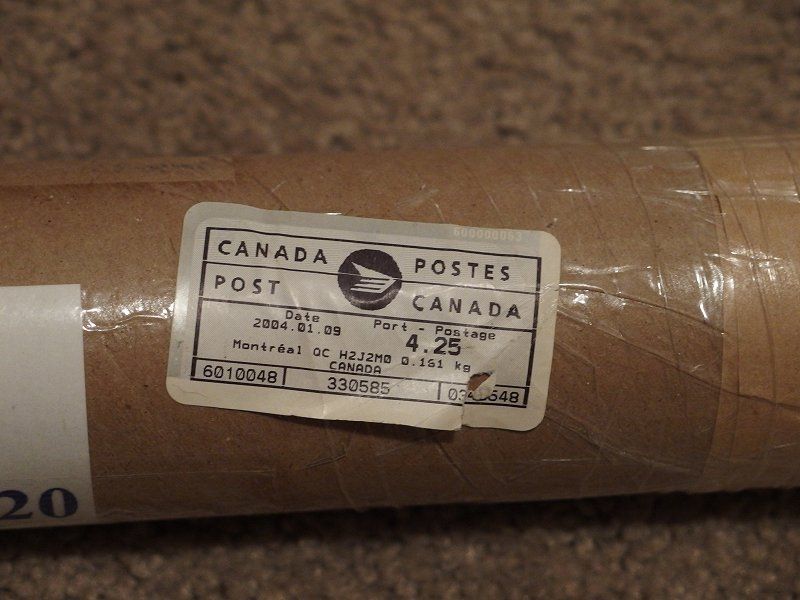 600000063
CANADA POSTES
POST CANADA
Date Port - Postage
2004.01.09 4.25
Montréal QC H2J2M0 0.161 kg
CANADA
6010048 330585
20